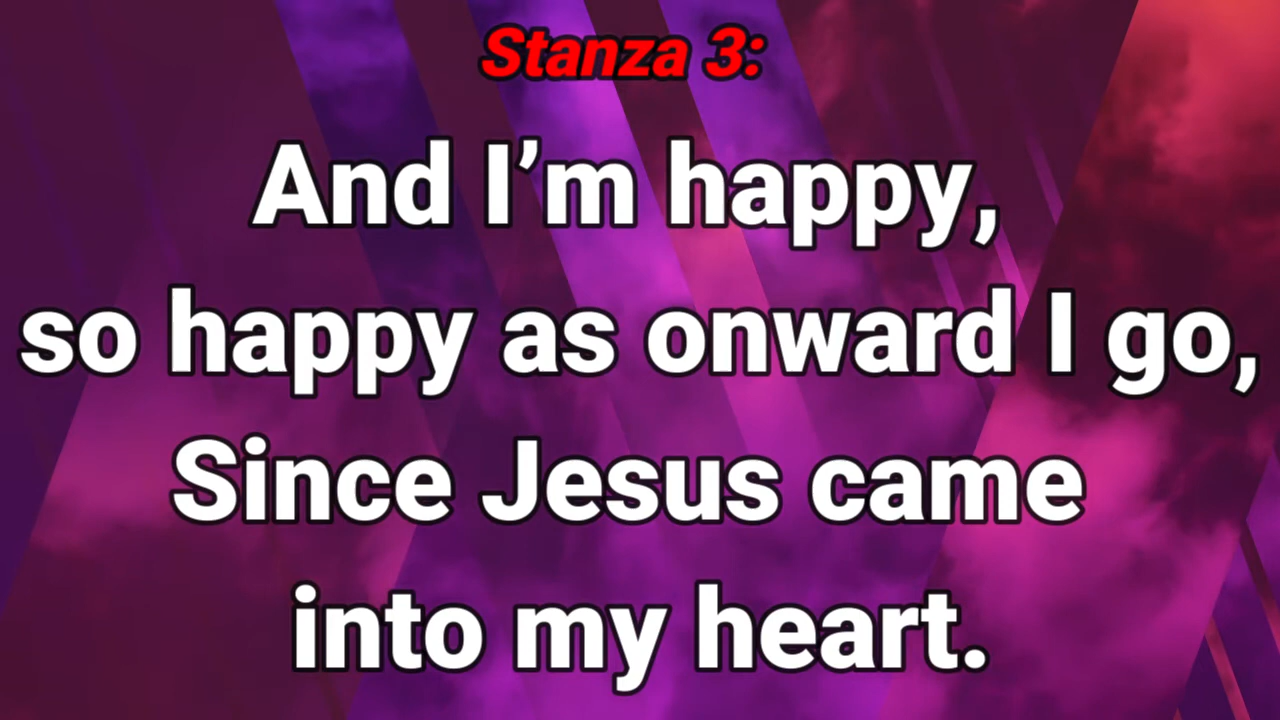 Stanza 3:
And I’m happy,
so happy as onward I go,
Since Jesus came
into my heart.